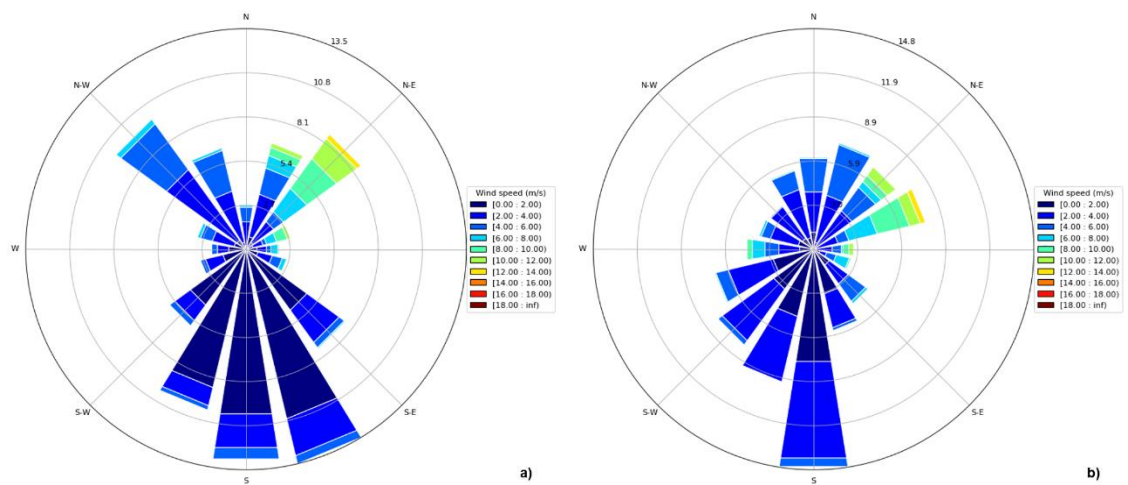 N
13.5
10.8
8.1
5.4
N-W
N-E
W
S-W
S-E
S
a)
Wind speed (m/s)
[0.00 : 2.00)
[2.00 : 4.00)
[4.00 : 6.00)
[6.00 : 8.00)
[8.00 : 10.00)
[10.00 : 12.00)
[12.00 : 14.00)
[14.00 : 16.00)
[16.00 : 18.00)
[18.00 : inf)
N
14.8
11.9
8.9
5.9
N-W
N-E
W
S-W
S-E
S
b)
Wind speed (m/s)
[0.00 : 2.00)
[2.00 : 4.00)
[4.00 : 6.00)
[6.00 : 8.00)
[8.00 : 10.00)
[10.00 : 12.00)
[12.00 : 14.00)
[14.00 : 16.00)
[16.00 : 18.00)
[18.00 : inf)